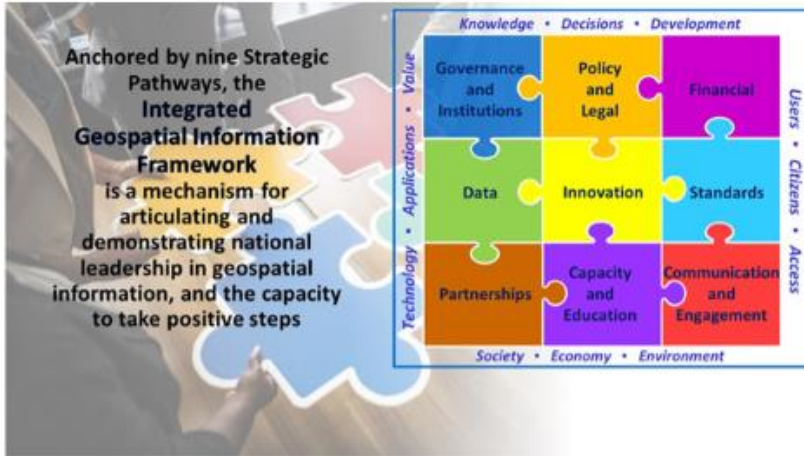 Anchored by nine Strategic
Pathways, the
Integrated
Geospatial Information
Framework
is a mechanism for
articulating and
demonstrating national
leadership in geospatial
information, and the capacity
to take positive steps
Knowledge • Decisions • Development
Technology • Applications • Value
Governance
and
Institutions
Policy
and
Legal
Financial
Data
Innovation
Standards
Partnerships
Capacity
and
Education
Communication
and
Engagement
Users • Citizens • Access
Society • Economy • Environment